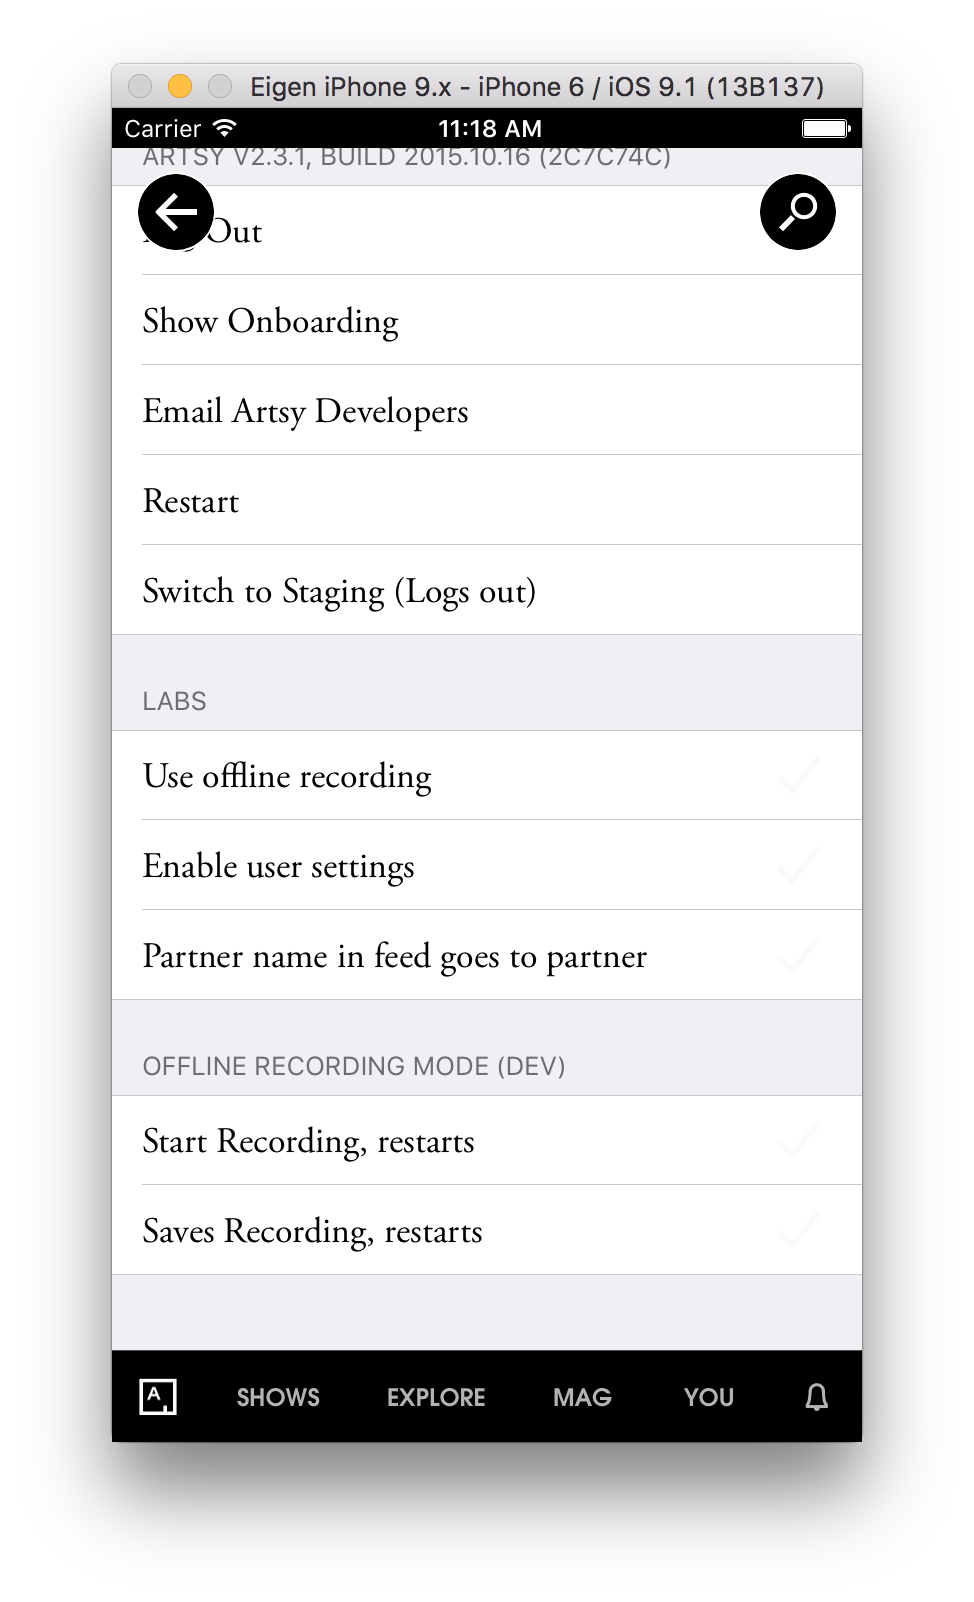 Eigen iPhone 9.x - iPhone 6 / iOS 9.1 (13B137)
Carrier 11:18 AM
ARTSY V2.3.1, BUILD 2015.10.16 (2C7C74C)
Out
Show Onboarding
Email Artsy Developers
Restart
Switch to Staging (Logs out)
LABS
Use offline recording
Enable user settings
Partner name in feed goes to partner
OFFLINE RECORDING MODE (DEV)
Start Recording, restarts
Saves Recording, restarts
A SHOWS EXPLORE MAG YOU